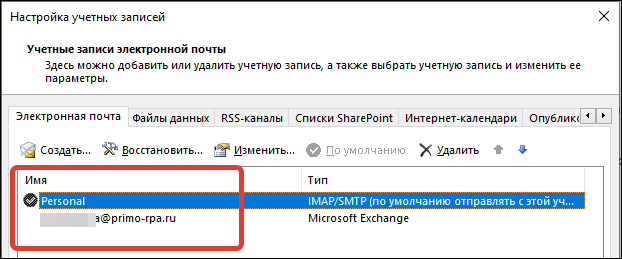 Настройка учетных записей
Учетные записи электронной почты
Здесь можно добавить или удалить учетную запись, а также выбрать учетную запись и изменить ее
параметры.
Электронная почта Файлы данных RSS-каналы Списки SharePoint Интернет-календари
Создать... Восстановить... Изменить... По умолчанию Удалить
Имя Тип
Personal IMAP/SMTP (по умолчанию отправлять с этой уч...
a@primo-rpa.ru Microsoft Exchange